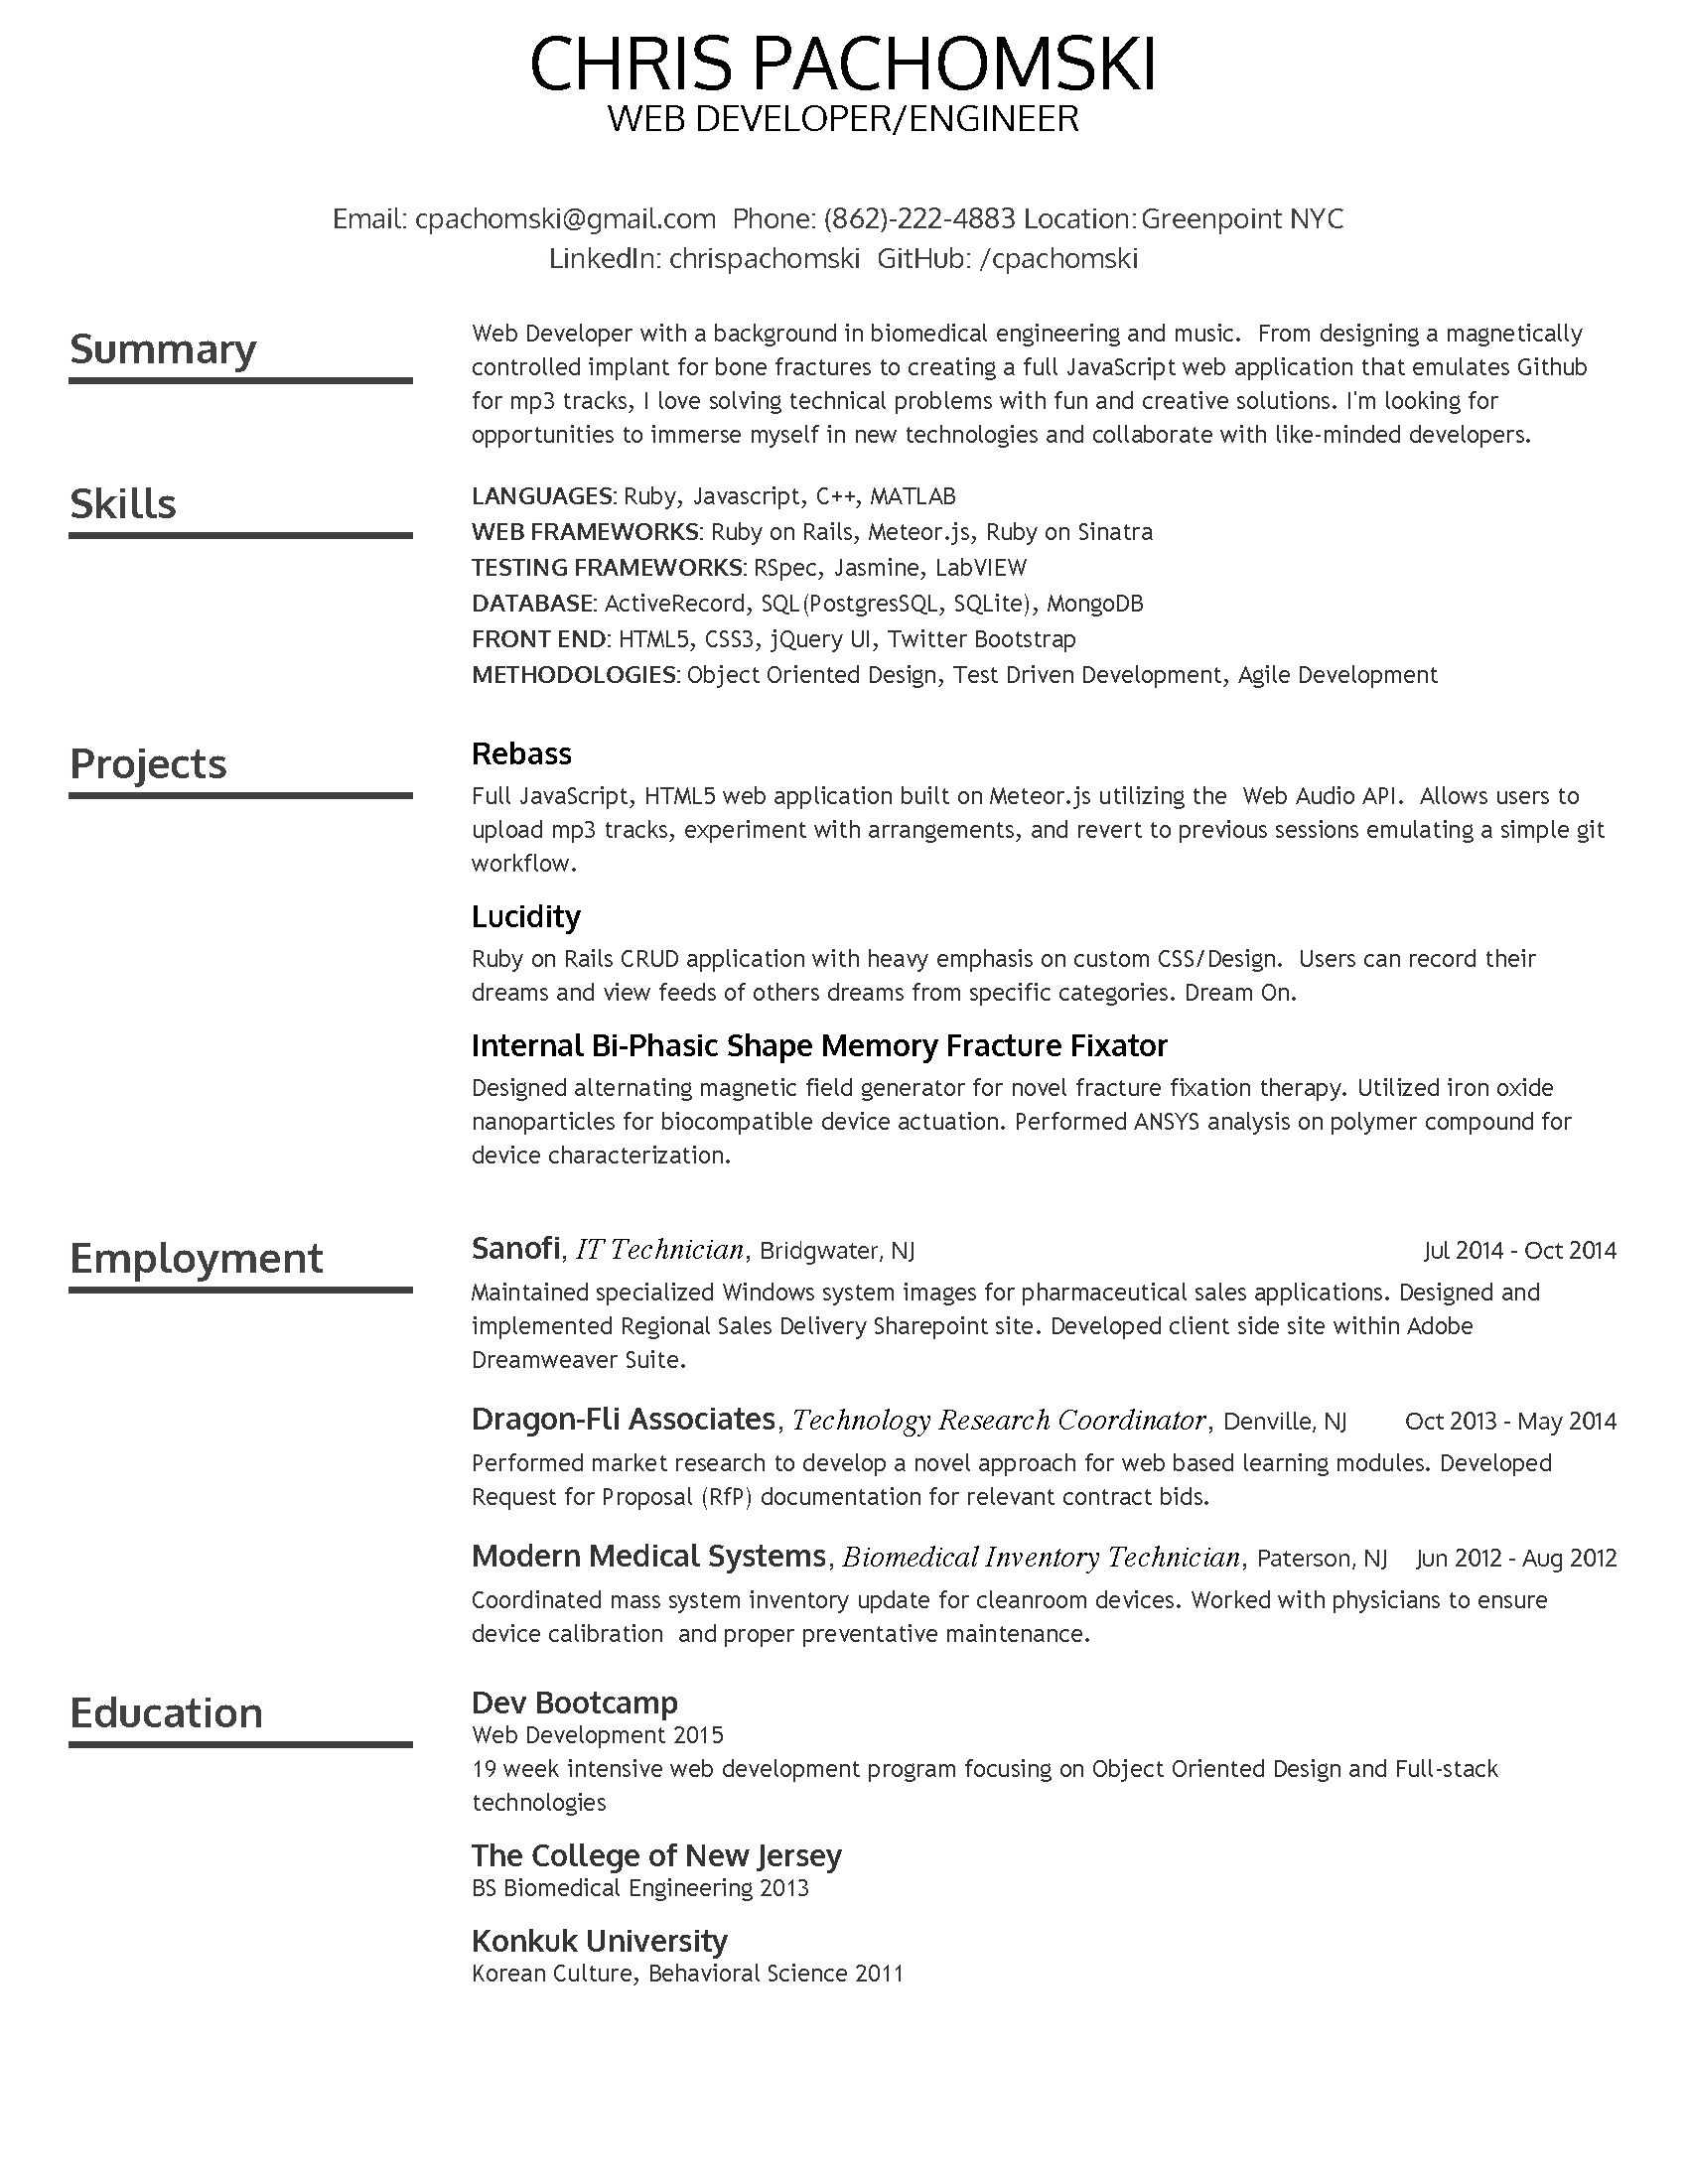 CHRIS PACHOMSKI
WEB DEVELOPER/ENGINEER
Email: cpachomski@gmail.com  Phone: (862)-222-4883 Location: Greenpoint NYC
LinkedIn: chrispachomski  GitHub: /cpachomski
Summary
Web Developer with a background in biomedical engineering and music.  From designing a magnetically
controlled implant for bone fractures to creating a full JavaScript web application that emulates Github
for mp3 tracks, I love solving technical problems with fun and creative solutions. I'm looking for
opportunities to immerse myself in new technologies and collaborate with like-minded developers.
Skills
LANGUAGES: Ruby, Javascript, C++, MATLAB
WEB FRAMEWORKS: Ruby on Rails, Meteor.js, Ruby on Sinatra
TESTING FRAMEWORKS: RSpec, Jasmine, LabVIEW
DATABASE: ActiveRecord, SQL(PostgresSQL, SQLite), MongoDB
FRONT END: HTML5, CSS3, jQuery UI, Twitter Bootstrap
METHODOLOGIES: Object Oriented Design, Test Driven Development, Agile Development
Projects
Rebass
Full JavaScript, HTML5 web application built on Meteor.js utilizing the  Web Audio API.  Allows users to
upload mp3 tracks, experiment with arrangements, and revert to previous sessions emulating a simple git
workflow.
Lucidity
Ruby on Rails CRUD application with heavy emphasis on custom CSS/Design.  Users can record their
dreams and view feeds of others dreams from specific categories. Dream On.
Internal Bi-Phasic Shape Memory Fracture Fixator
Designed alternating magnetic field generator for novel fracture fixation therapy. Utilized iron oxide
nanoparticles for biocompatible device actuation. Performed ANSYS analysis on polymer compound for
device characterization.
Employment
Sanofi, IT Technician, Bridgwater, NJ Jul 2014 - Oct 2014
Maintained specialized Windows system images for pharmaceutical sales applications. Designed and
implemented Regional Sales Delivery Sharepoint site. Developed client side site within Adobe
Dreamweaver Suite.
Dragon-Fli Associates, Technology Research Coordinator, Denville, NJ Oct 2013 - May 2014
Performed market research to develop a novel approach for web based learning modules. Developed
Request for Proposal (RfP) documentation for relevant contract bids.
Modern Medical Systems, Biomedical Inventory Technician, Paterson, NJ Jun 2012 - Aug 2012
Coordinated mass system inventory update for cleanroom devices. Worked with physicians to ensure
device calibration  and proper preventative maintenance.
Education
Dev Bootcamp
Web Development 2015
19 week intensive web development program focusing on Object Oriented Design and Full-stack
technologies
The College of New Jersey
BS Biomedical Engineering 2013
Konkuk University
Korean Culture, Behavioral Science 2011